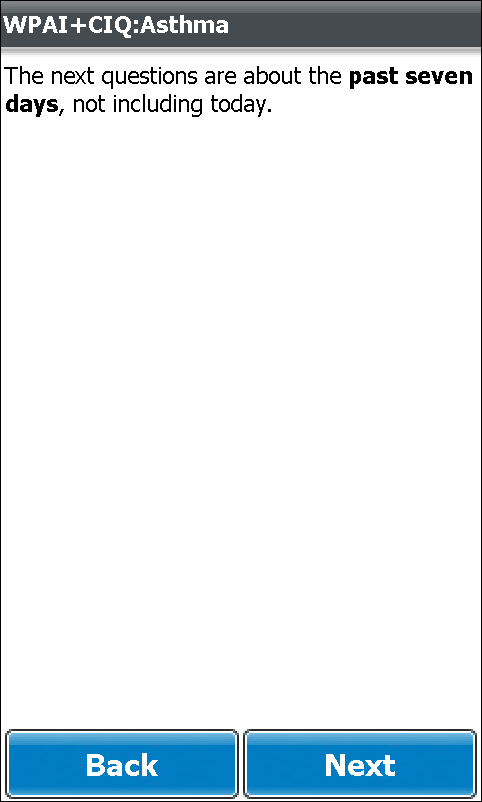 WPAI+CIQ:Asthma
The next questions are about the past seven
days, not including today.
Back Next